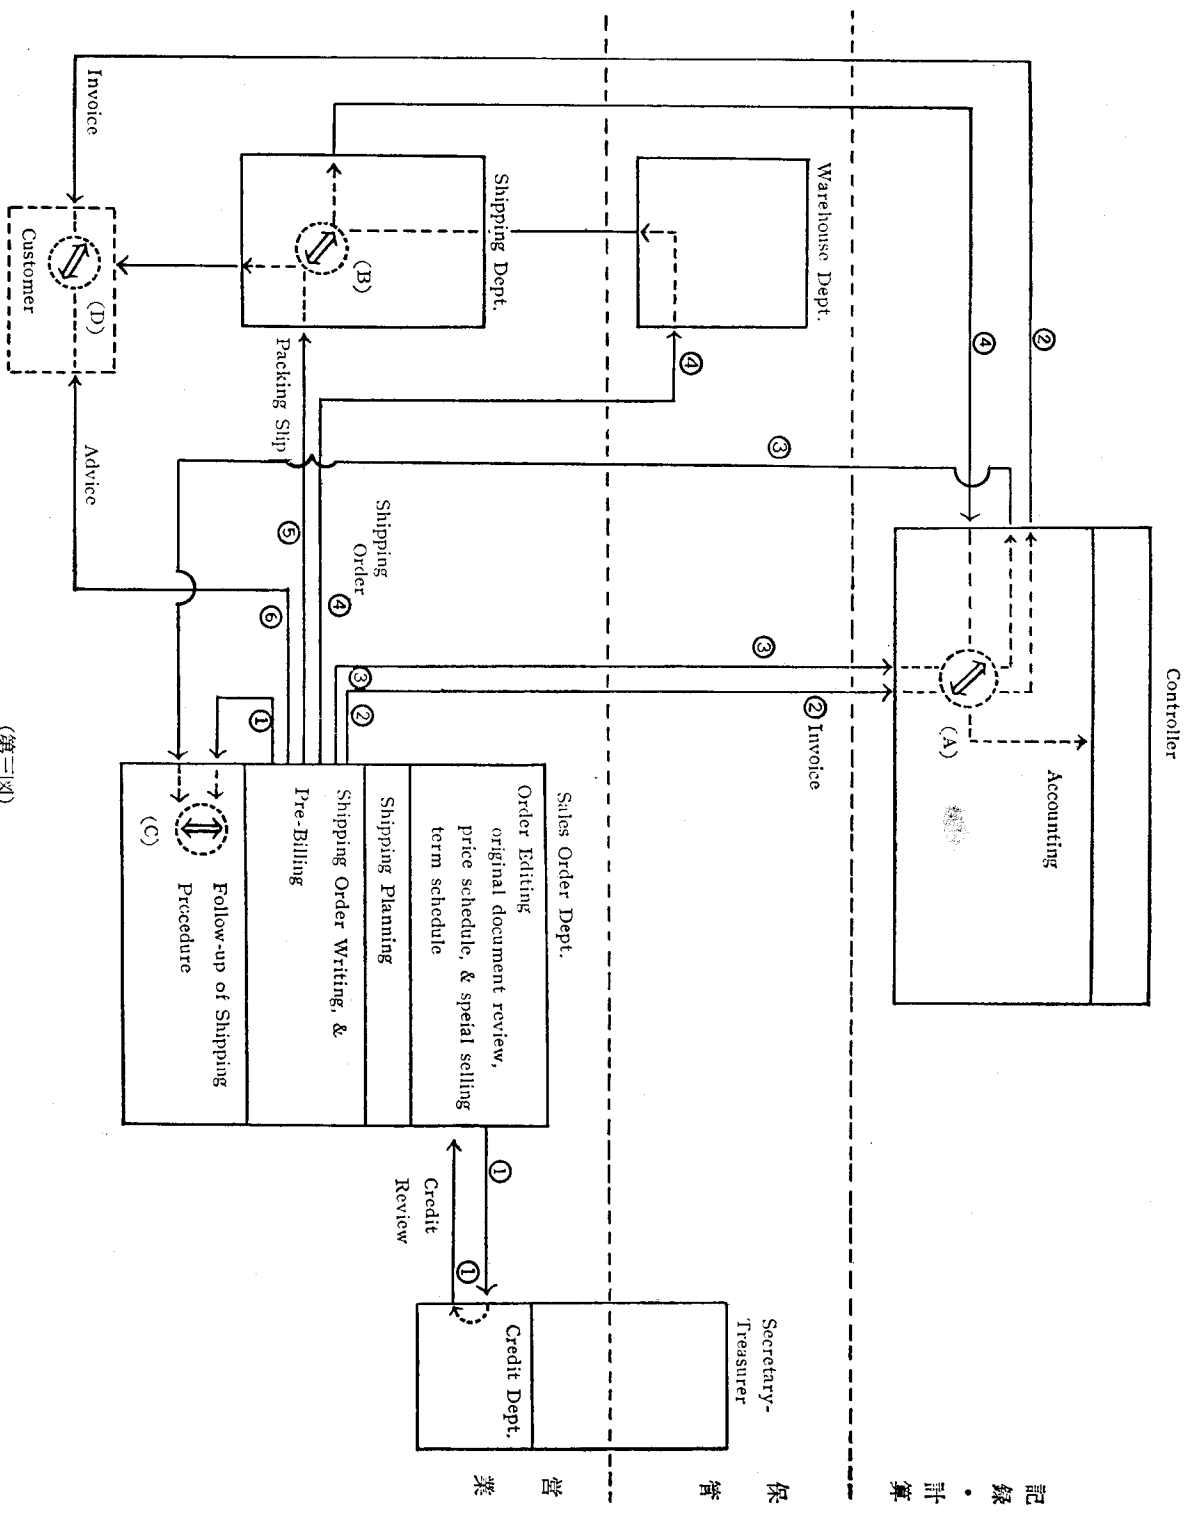 記録・計算
保管
営業
Controller
Accounting
(A)
②
④
③
③
② Invoice
Warehouse Dept.
④
Shipping Dept.
(B)
Packing Slip
Shipping
Order
⑤
④
⑥
③
②
①
Invoice
Customer
(D)
Advice
Sales Order Dept.
Order Editing
original document review,
price schedule, & speial selling
term schedule
Shipping Planning
Shipping Order Writing, &
Pre-Billing
Follow-up of Shipping
Procedure
(C)
①
Credit
Review
①
Secretary-
Treasurer
Credit Dept.
(第三図)